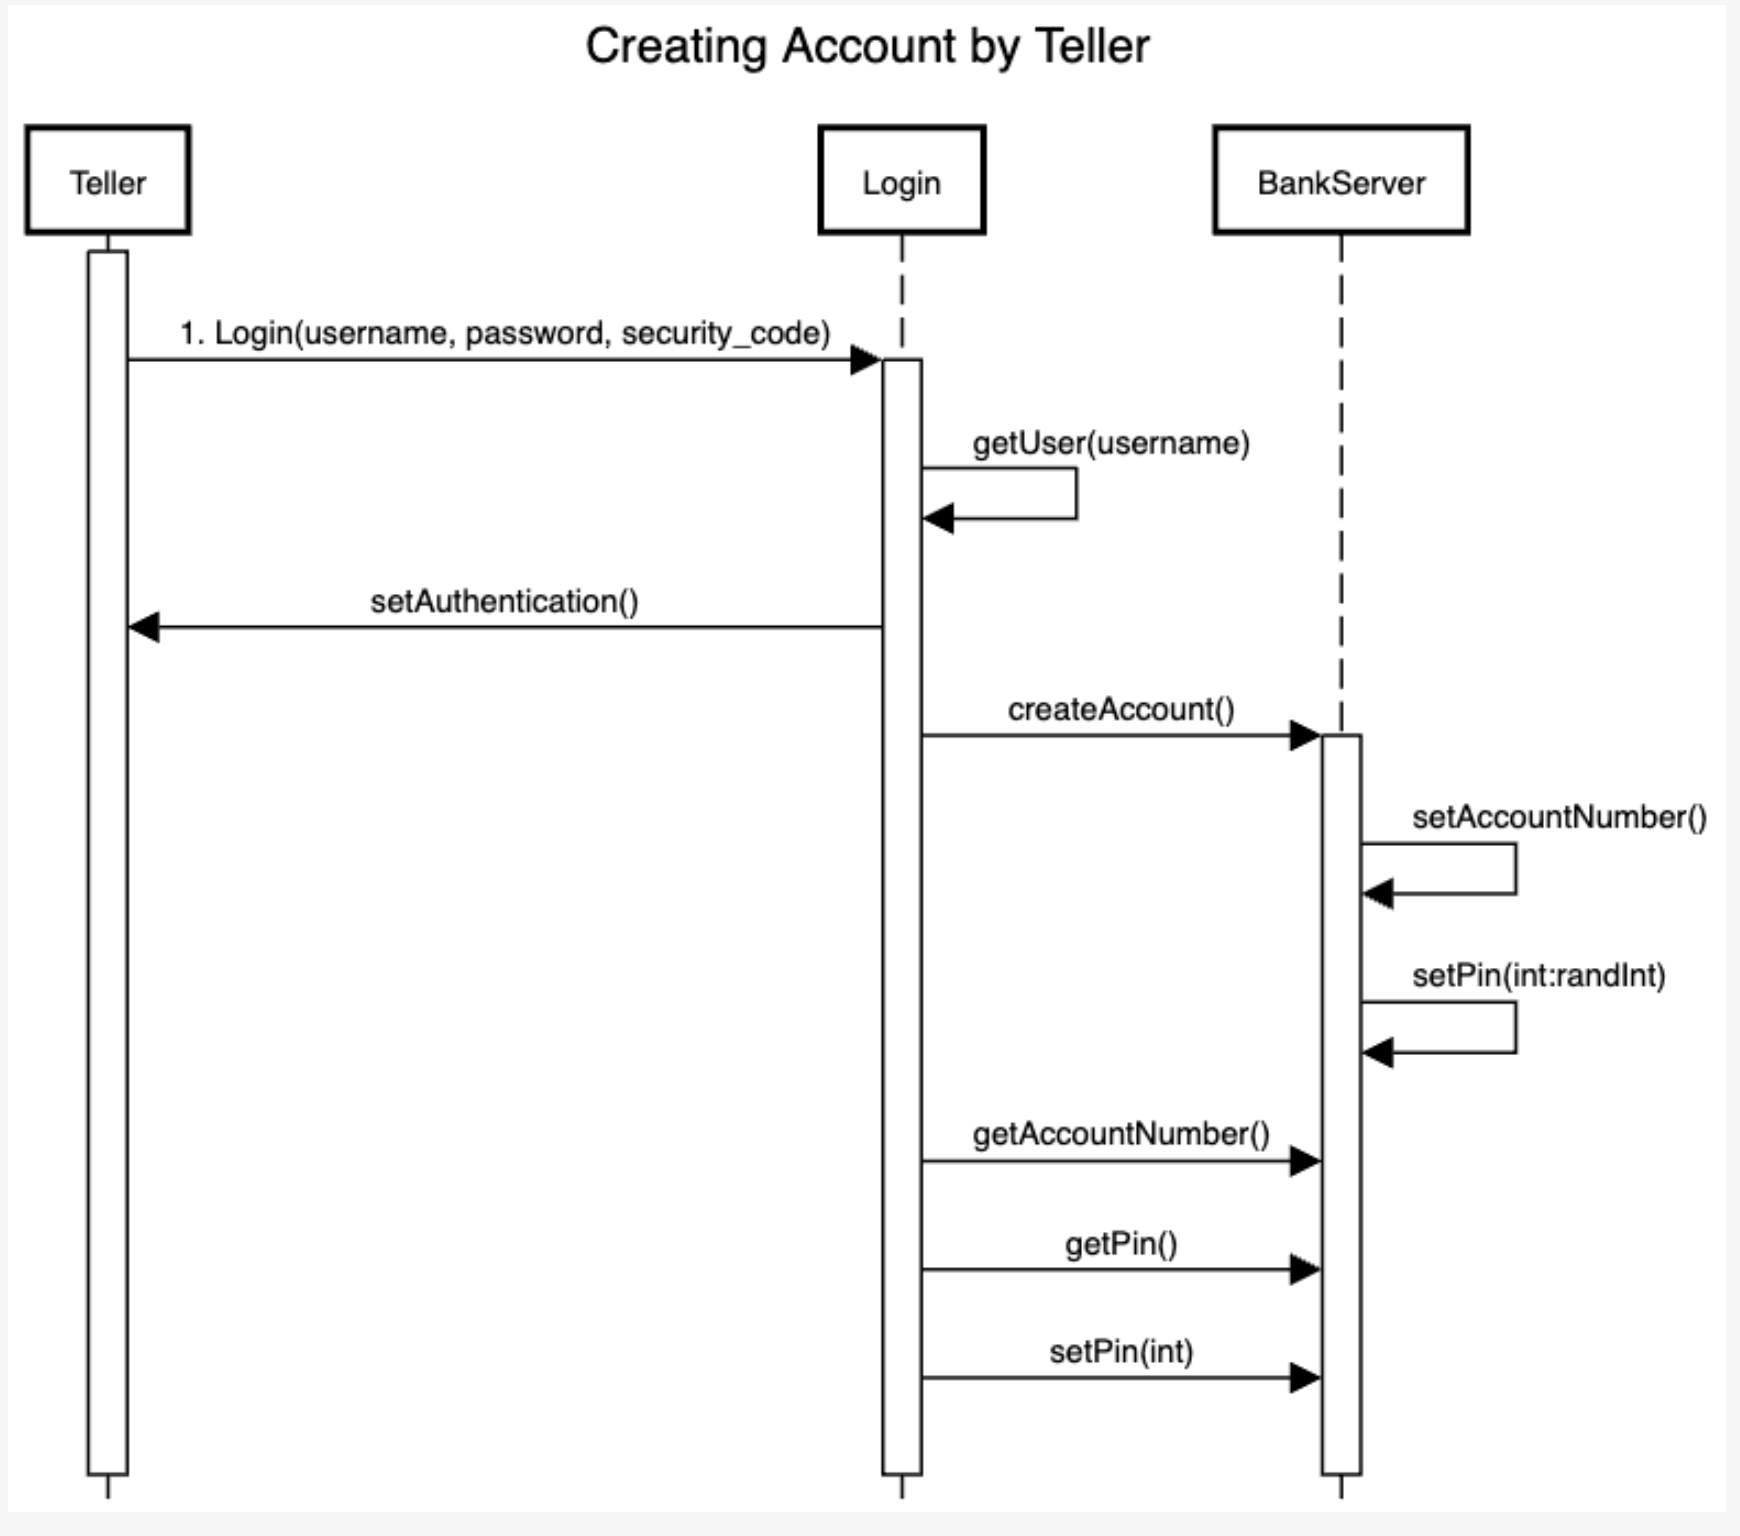 Creating Account by Teller
Teller
Login
BankServer
1. Login(username, password, security_code)
getUser(username)
setAuthentication()
createAccount()
setAccountNumber()
setPin(int:randInt)
getAccountNumber()
getPin()
setPin(int)